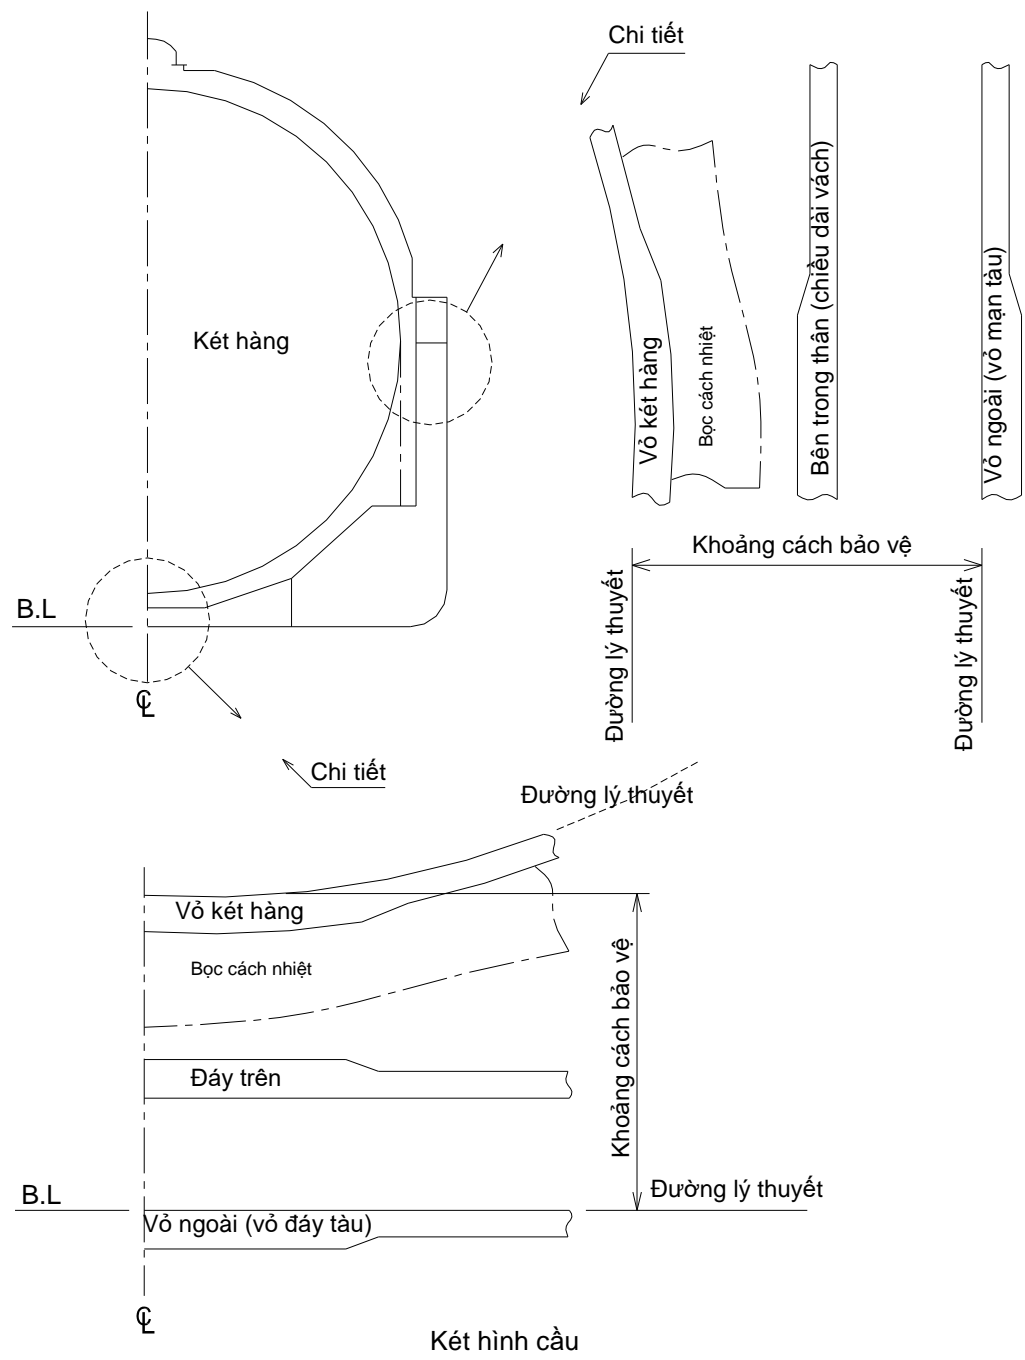 Chi tiết
Két hàng
Vỏ két hàng
Bọc cách nhiệt
Bên trong thân (chiều dài vách)
Vỏ ngoài (vỏ mạn tàu)
Khoảng cách bảo vệ
Đường lý thuyết
Đường lý thuyết
B.L
℄
Chi tiết
Đường lý thuyết
Vỏ két hàng
Bọc cách nhiệt
Khoảng cách bảo vệ
Đáy trên
B.L
Đường lý thuyết
Vỏ ngoài (vỏ đáy tàu)
℄
Két hình cầu